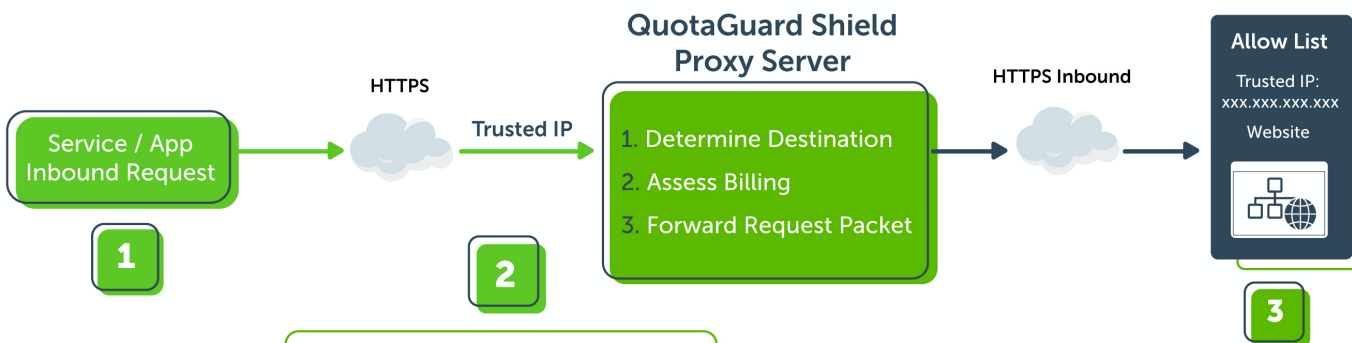 QuotaGuard Shield
Proxy Server
HTTPS
Trusted IP
HTTPS Inbound
Service / App
Inbound Request
1. Determine Destination
2. Assess Billing
3. Forward Request Packet
Allow List
Trusted IP:
xxx.xxx.xxx.xxx
Website
1
2
3